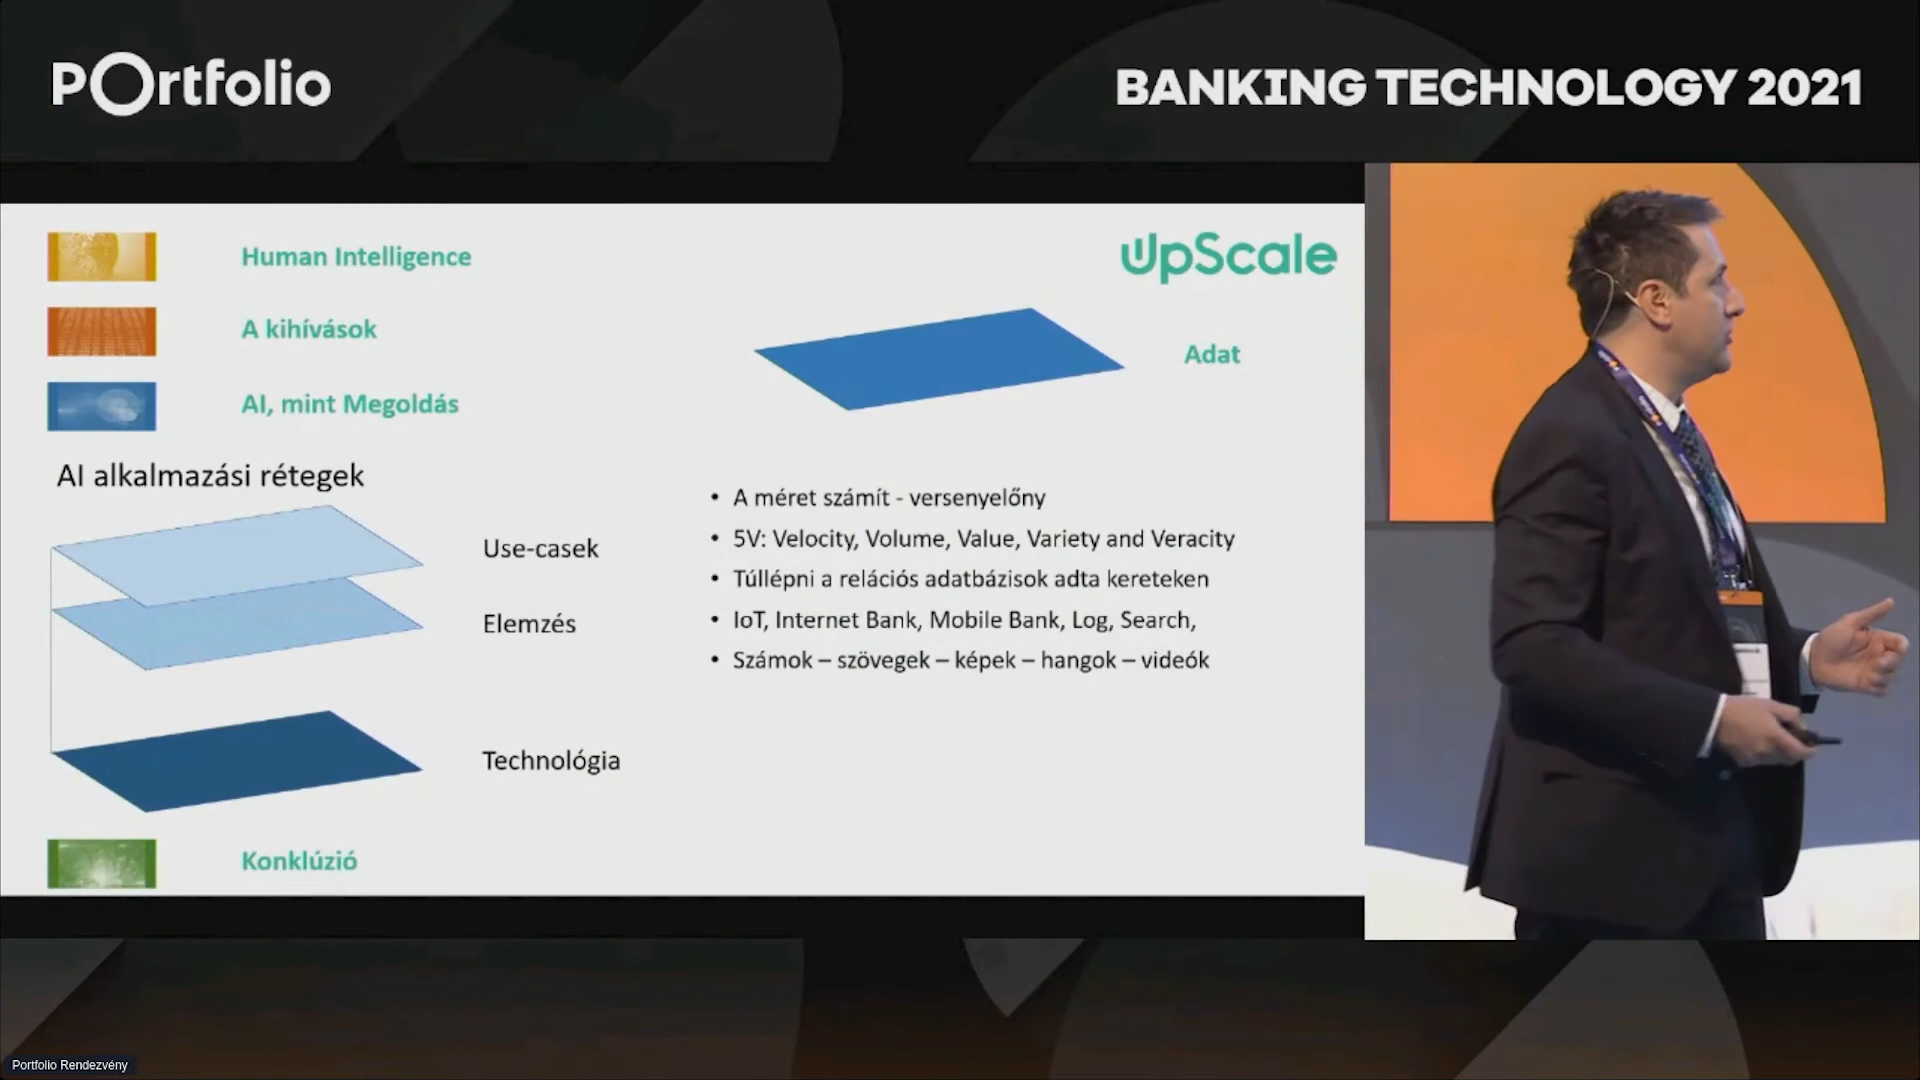 POrtfolio
BANKING TECHNOLOGY 2021
Human Intelligence
A kihívások
AI, mint Megoldás
AI alkalmazási rétegek
Use-casek
Elemzés
Technológia
Konklúzió
UpScale
Adat
• A méret számít - versenyelőny
• 5V: Velocity, Volume, Value, Variety and Veracity
• Túllépni a relációs adatbázisok adta kereteken
• IoT, Internet Bank, Mobile Bank, Log, Search,
• Számok – szövegek – képek – hangok – videók
Portfolio Rendezvény